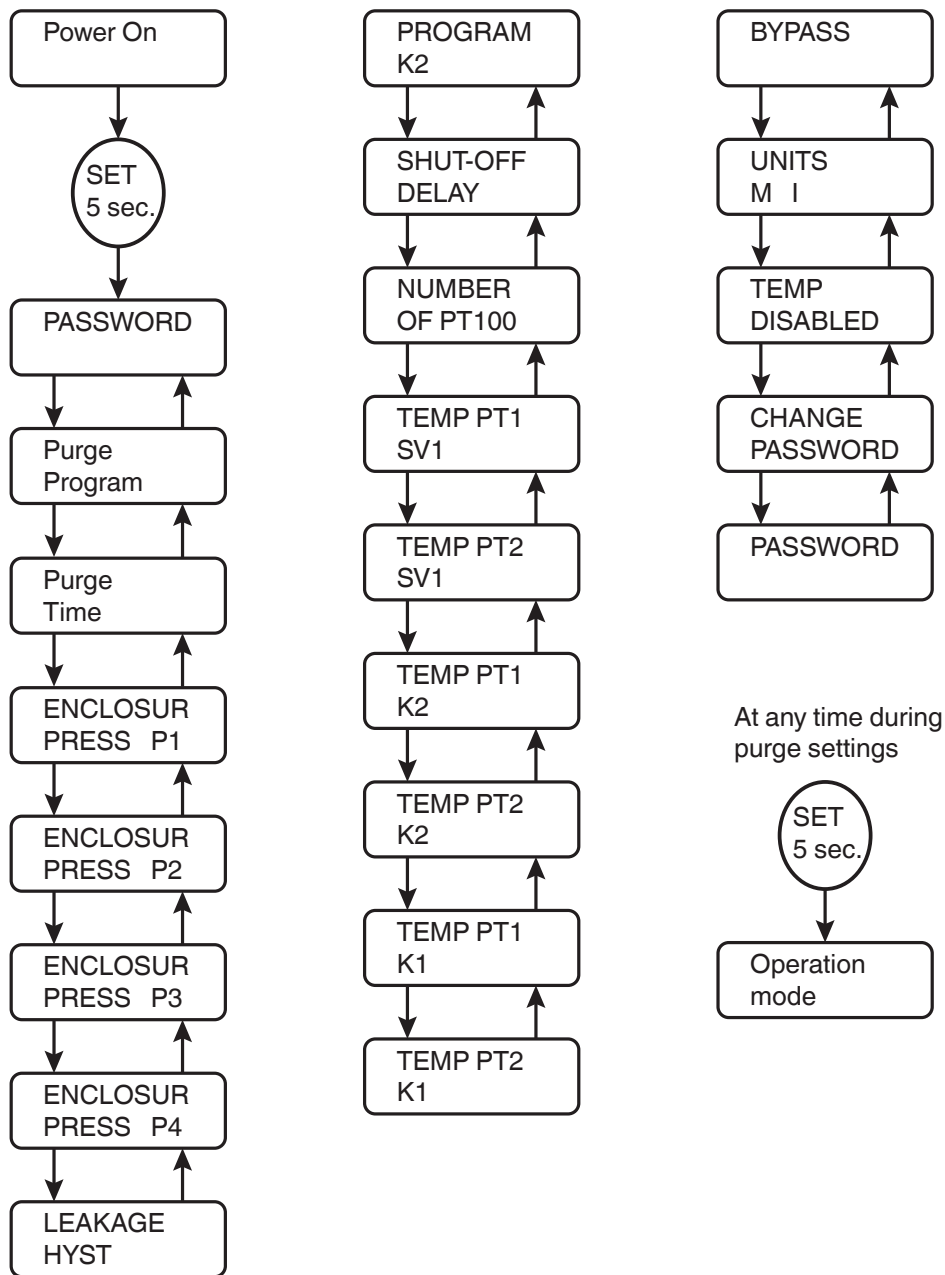 Power On
SET
5 sec.
PASSWORD
Purge
Program
Purge
Time
ENCLOSUR
PRESS P1
ENCLOSUR
PRESS P2
ENCLOSUR
PRESS P3
ENCLOSUR
PRESS P4
LEAKAGE
HYST
PROGRAM
K2
SHUT-OFF
DELAY
NUMBER
OF PT100
TEMP PT1
SV1
TEMP PT2
SV1
TEMP PT1
K2
TEMP PT2
K2
TEMP PT1
K1
TEMP PT2
K1
BYPASS
UNITS
M I
TEMP
DISABLED
CHANGE
PASSWORD
PASSWORD
At any time during
purge settings
SET
5 sec.
Operation
mode